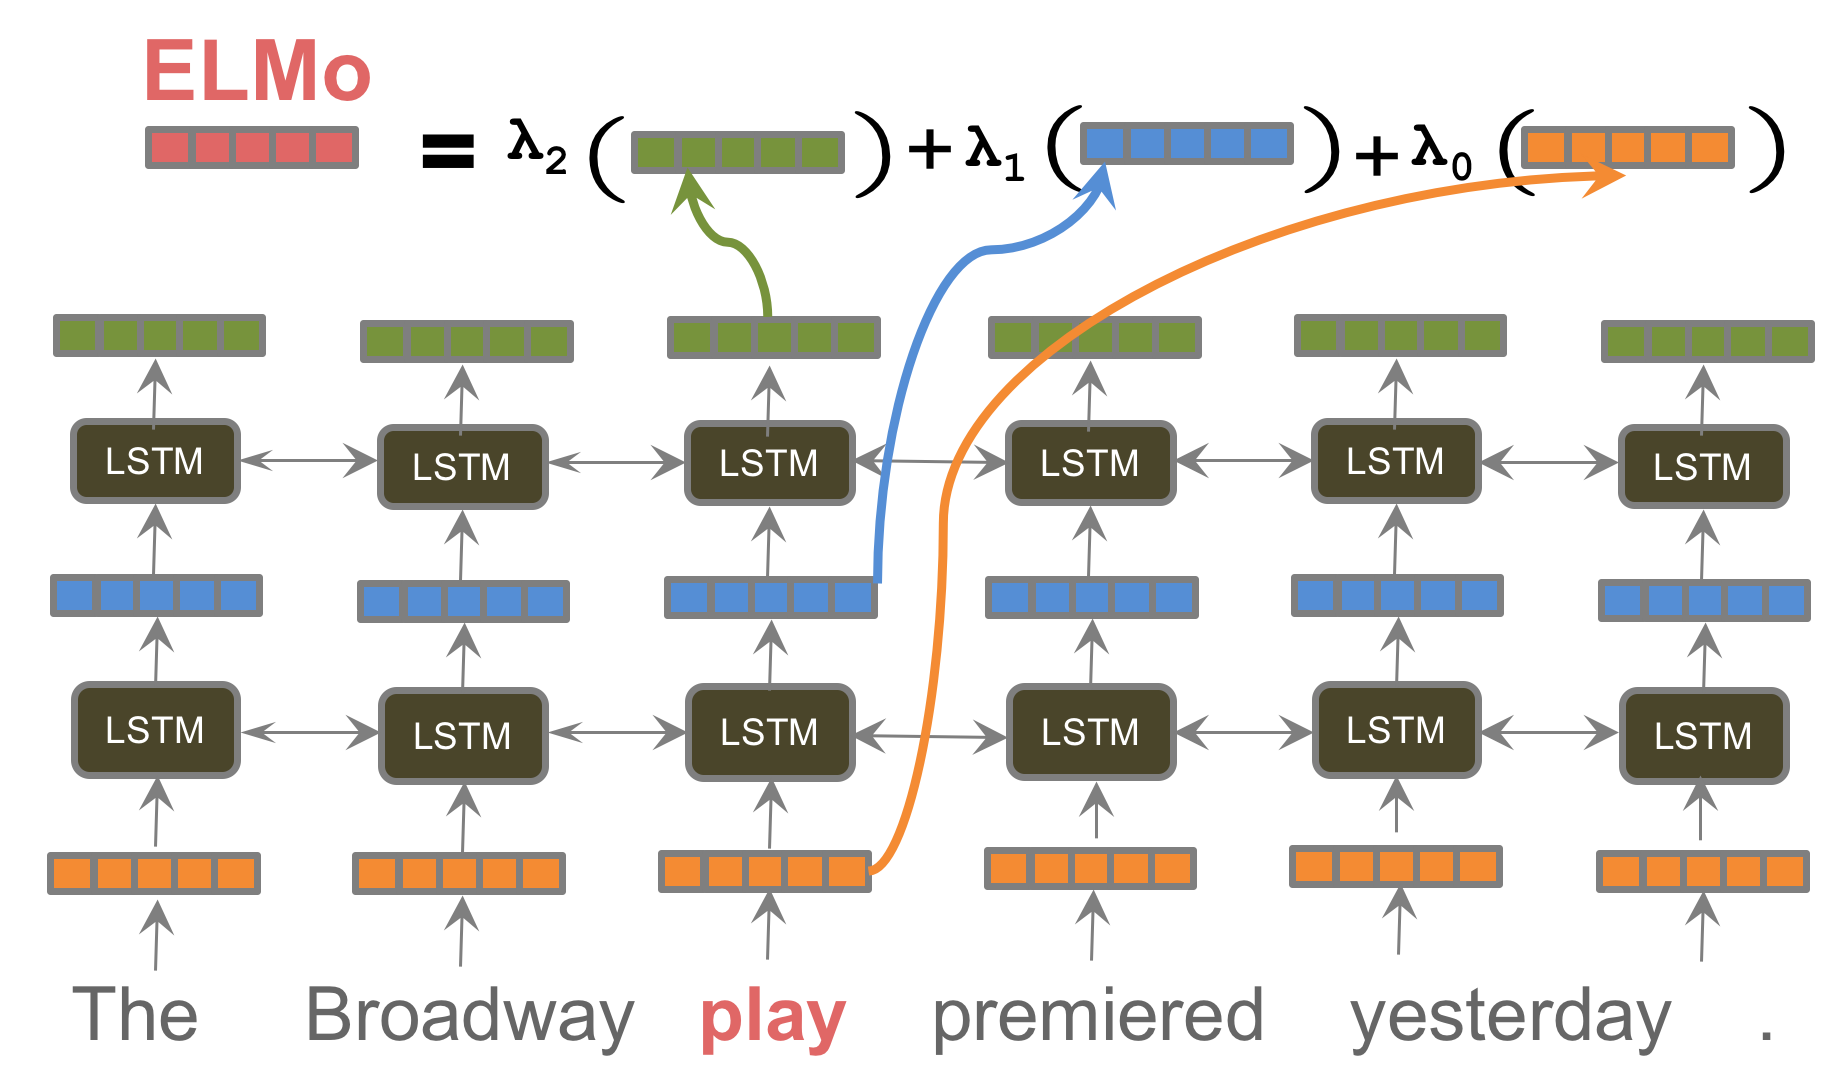 ELMo
= λ2 ( ) + λ1 ( ) + λ0 ( )
LSTM LSTM LSTM LSTM LSTM LSTM
LSTM LSTM LSTM LSTM LSTM LSTM
The Broadway play premiered yesterday .